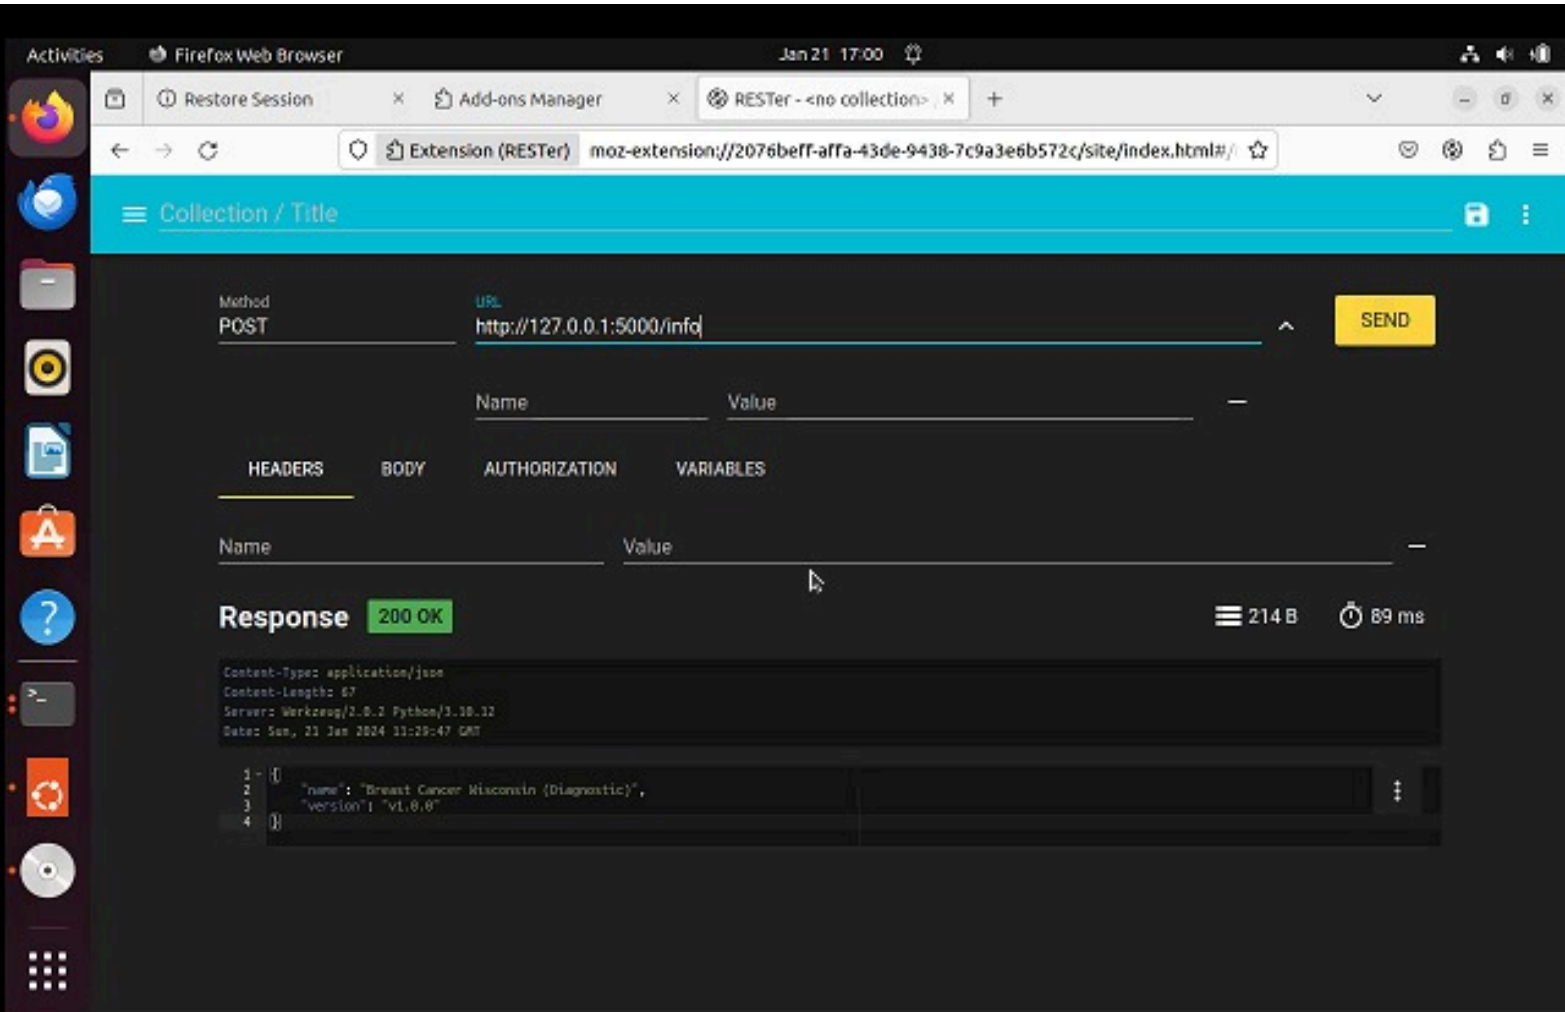 Activities Firefox Web Browser Jan 21 17:00
Restore Session × Add-ons Manager × RESTer - <no collection> / × +
Extension (RESTer) moz-extension://2076beff-affa-43de-9438-7c9a3e6b572c/site/index.html#/
Collection / Title
Method URL
POST http://127.0.0.1:5000/info SEND
Name Value
HEADERS BODY AUTHORIZATION VARIABLES
Name Value
Response 200 OK 214 B 89 ms
Content-Type: application/json
Content-Length: 67
Server: Werkzeug/2.0.2 Python/3.10.12
Date: Sun, 21 Jan 2024 11:29:47 GMT
1 {
2 "name": "Breast Cancer Wisconsin (Diagnostic)",
3 "version": "v1.0.0"
4 }